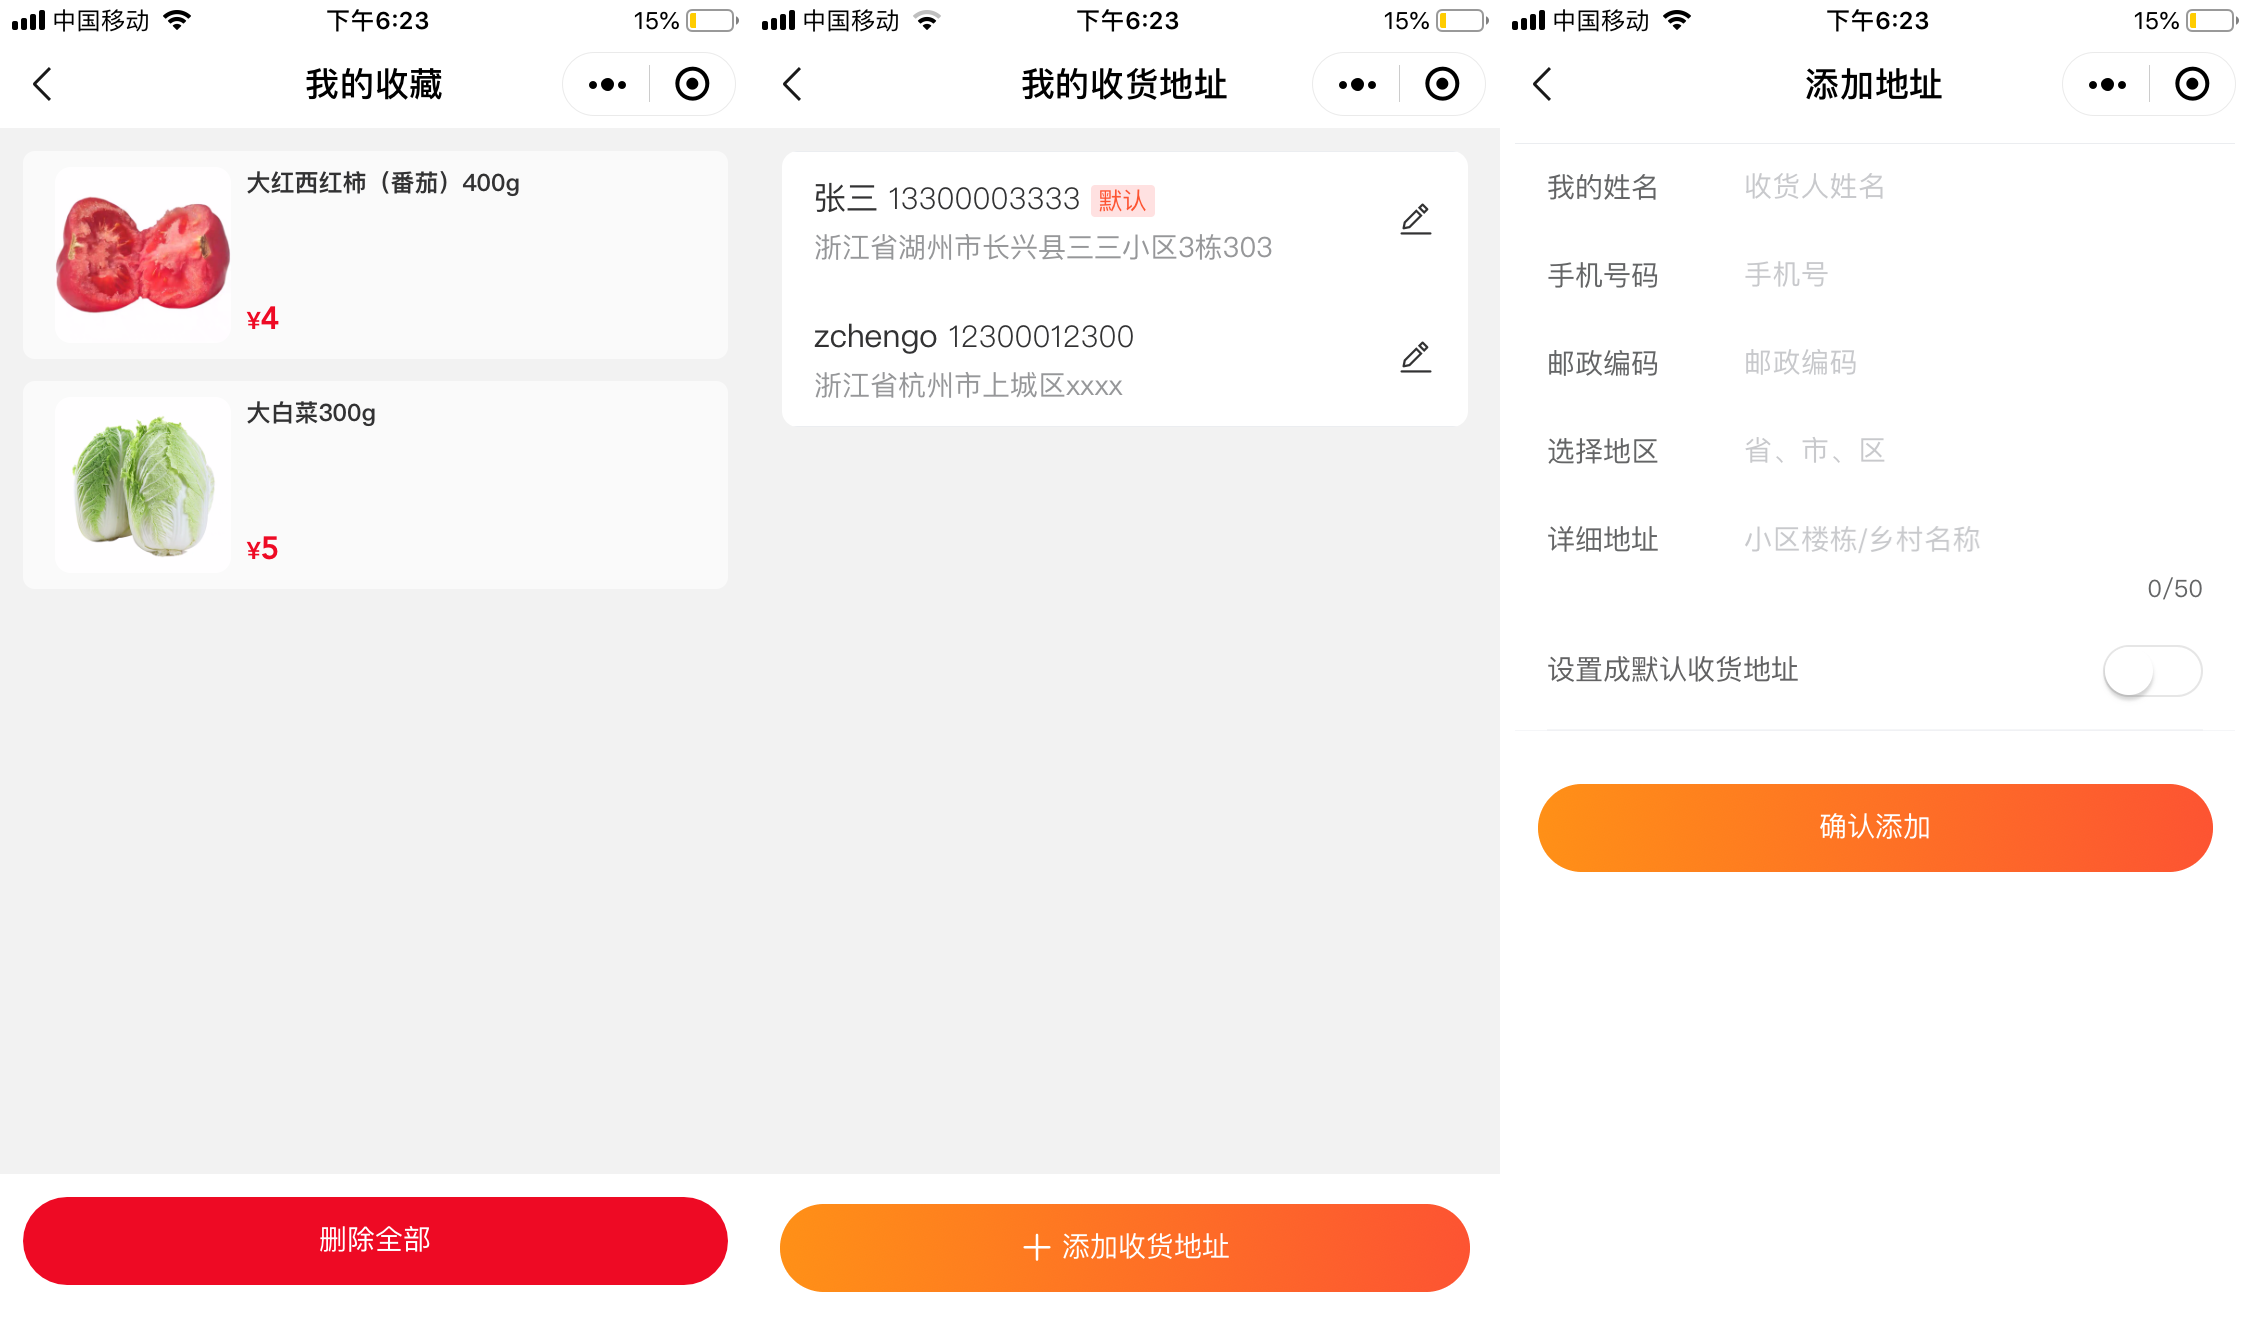 中国移动 下午6:23 15%
我的收藏
大红西红柿（番茄）400g
¥4
大白菜300g
¥5
删除全部
中国移动 下午6:23 15%
我的收货地址
张三 13300003333 默认
浙江省湖州市长兴县三三小区3栋303
zchengo 12300012300
浙江省杭州市上城区xxxx
添加收货地址
中国移动 下午6:23 15%
添加地址
我的姓名 收货人姓名
手机号码 手机号
邮政编码 邮政编码
选择地区 省、市、区
详细地址 小区楼栋/乡村名称
0/50
设置成默认收货地址
确认添加